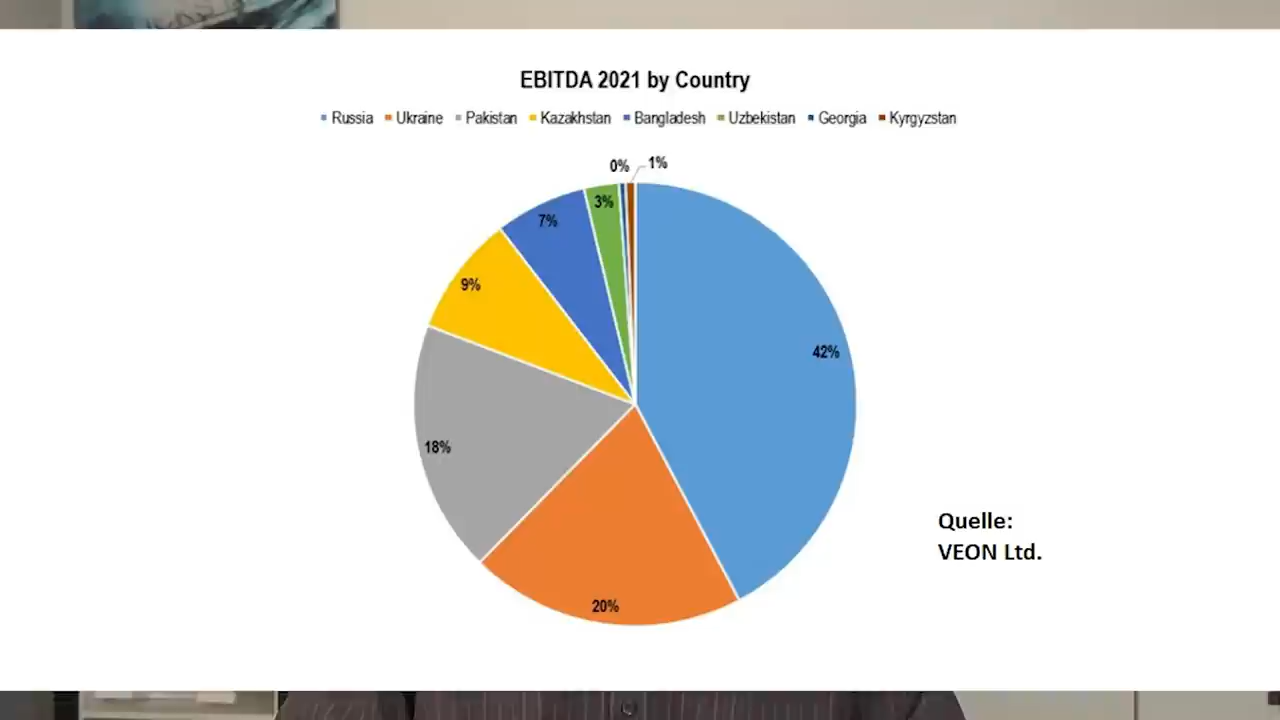 EBITDA 2021 by Country
Russia Ukraine Pakistan Kazakhstan Bangladesh Uzbekistan Georgia Kyrgyzstan
0% 1%
3%
7%
9%
42%
18%
20%
Quelle:
VEON Ltd.